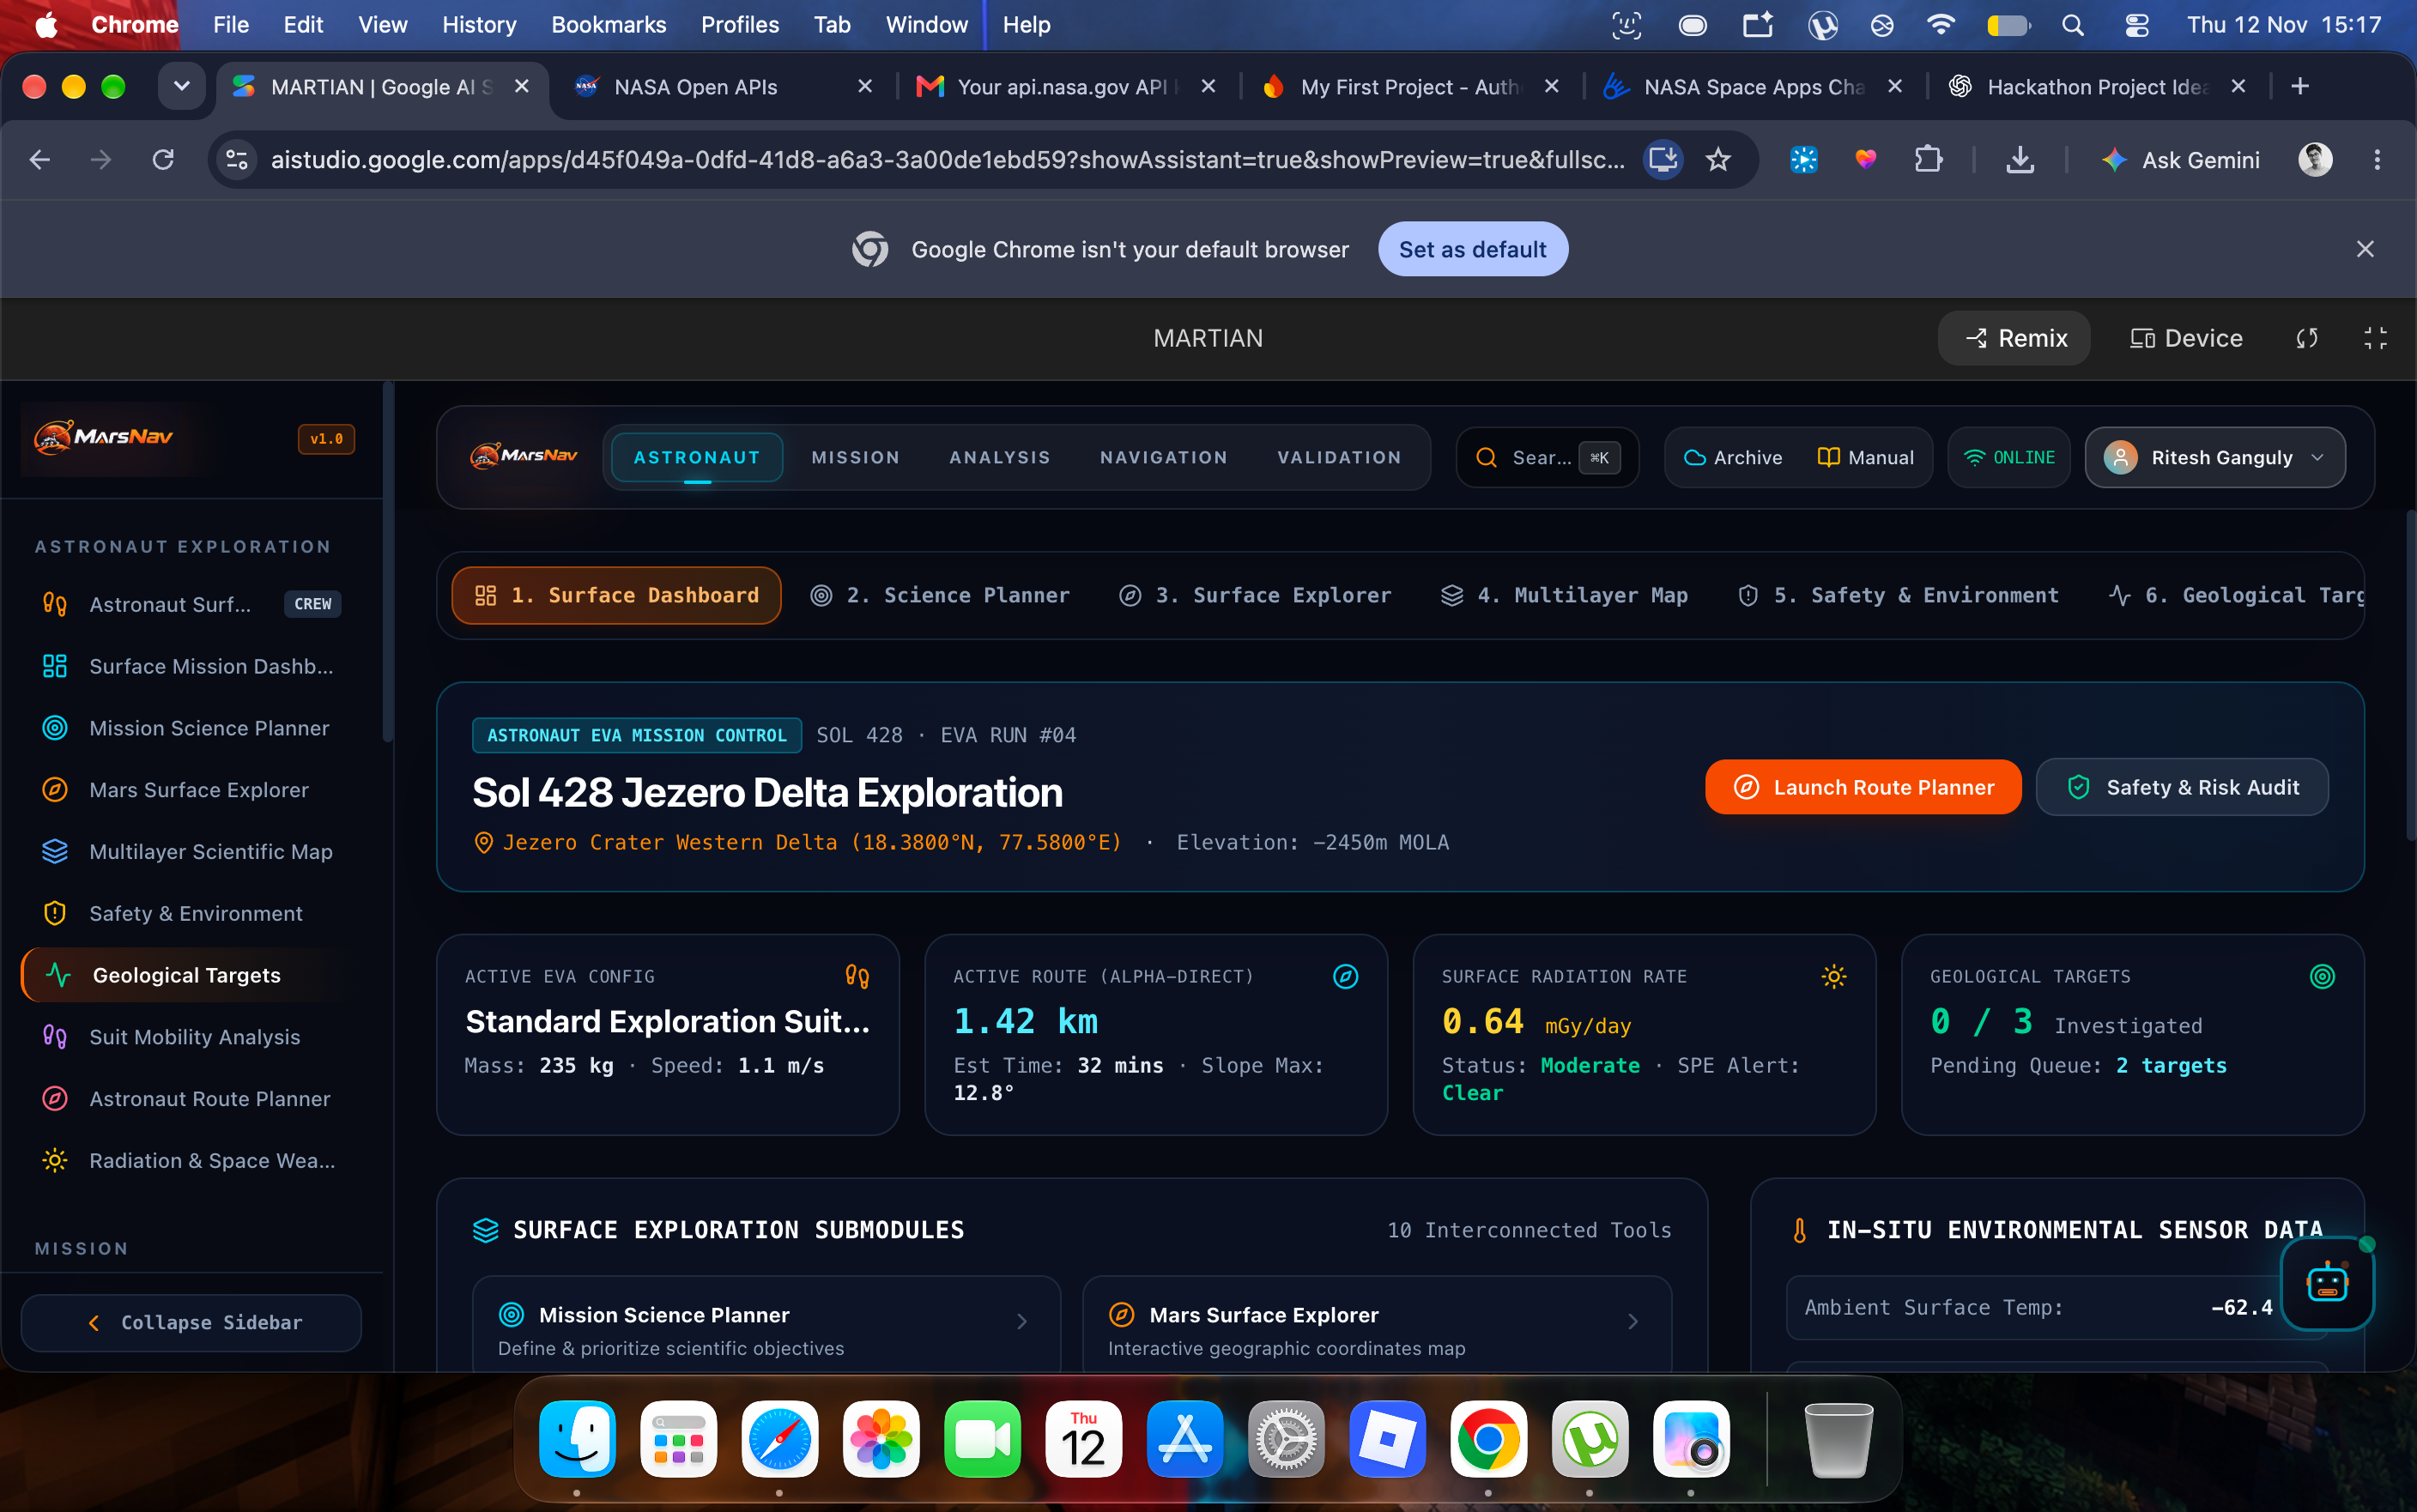 Chrome File Edit View History Bookmarks Profiles Tab Window Help Thu 12 Nov 15:17
MARTIAN | Google AI S NASA Open APIs Your api.nasa.gov API k My First Project - Auth NASA Space Apps Cha Hackathon Project Idea
aistudio.google.com/apps/d45f049a-0dfd-41d8-a6a3-3a00de1ebd59?showAssistant=true&showPreview=true&fullsc... Ask Gemini
Google Chrome isn't your default browser Set as default
MARTIAN Remix Device
MarsNav v1.0
MarsNav ASTRONAUT MISSION ANALYSIS NAVIGATION VALIDATION Sear... ⌘K Archive Manual ONLINE Ritesh Ganguly
ASTRONAUT EXPLORATION
Astronaut Surf... CREW
Surface Mission Dashb...
Mission Science Planner
Mars Surface Explorer
Multilayer Scientific Map
Safety & Environment
Geological Targets
Suit Mobility Analysis
Astronaut Route Planner
Radiation & Space Wea...
MISSION
Collapse Sidebar
1. Surface Dashboard 2. Science Planner 3. Surface Explorer 4. Multilayer Map 5. Safety & Environment 6. Geological Targ
ASTRONAUT EVA MISSION CONTROL SOL 428 · EVA RUN #04
Sol 428 Jezero Delta Exploration
Jezero Crater Western Delta (18.3800°N, 77.5800°E) · Elevation: -2450m MOLA
Launch Route Planner Safety & Risk Audit
ACTIVE EVA CONFIG
Standard Exploration Suit...
Mass: 235 kg · Speed: 1.1 m/s
ACTIVE ROUTE (ALPHA-DIRECT)
1.42 km
Est Time: 32 mins · Slope Max:
12.8°
SURFACE RADIATION RATE
0.64 mGy/day
Status: Moderate · SPE Alert:
Clear
GEOLOGICAL TARGETS
0 / 3 Investigated
Pending Queue: 2 targets
SURFACE EXPLORATION SUBMODULES 10 Interconnected Tools
Mission Science Planner
Define & prioritize scientific objectives
Mars Surface Explorer
Interactive geographic coordinates map
IN-SITU ENVIRONMENTAL SENSOR DATA
Ambient Surface Temp: -62.4
Thu
12